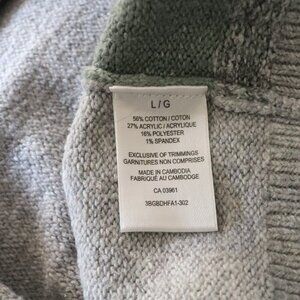 L / G
56% COTTON / COTON
27% ACRYLIC / ACRYLIQUE
16% POLYESTER
1% SPANDEX
EXCLUSIVE OF TRIMMINGS
GARNITURES NON COMPRISES
MADE IN CAMBODIA
FABRIQUÉ AU CAMBODGE
CA 03961
3BGBDHFA1-302